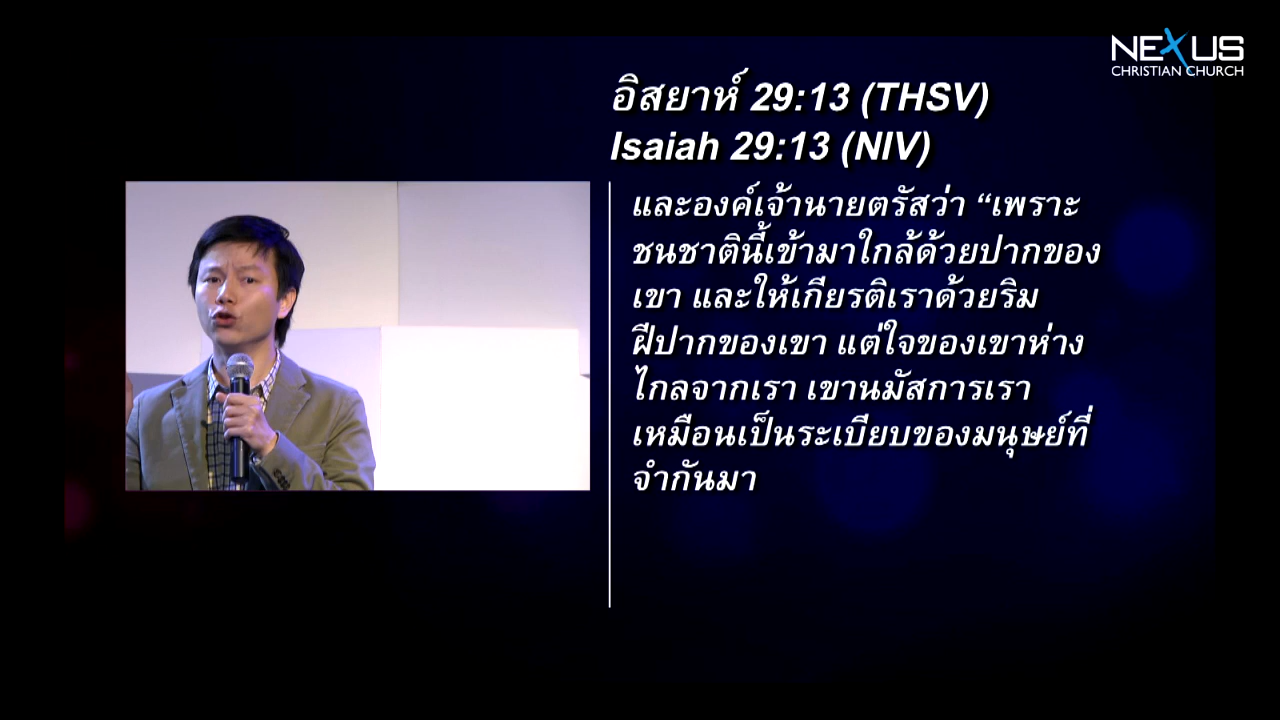 NEXUS
CHRISTIAN CHURCH
อิสยาห์ 29:13 (THSV)
Isaiah 29:13 (NIV)
และองค์เจ้านายตรัสว่า “เพราะ
ชนชาตินี้เข้ามาใกล้ด้วยปากของ
เขา และให้เกียรติเราด้วยริม
ฝีปากของเขา แต่ใจของเขาห่าง
ไกลจากเรา เขานมัสการเรา
เหมือนเป็นระเบียบของมนุษย์ที่
จำกันมา